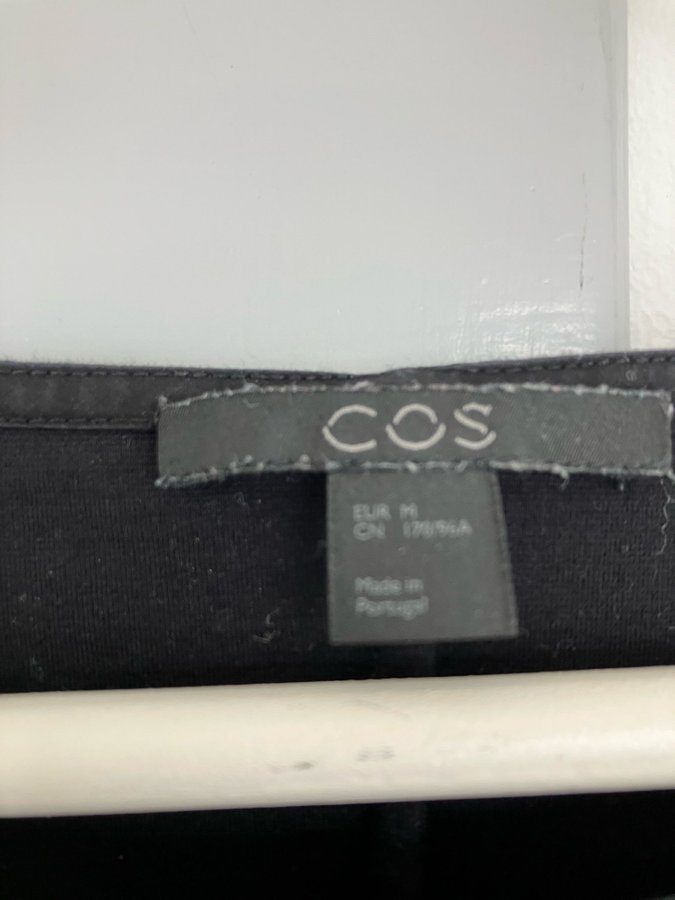 COS
EUR M
CN 170/96A
Made in
Portugal